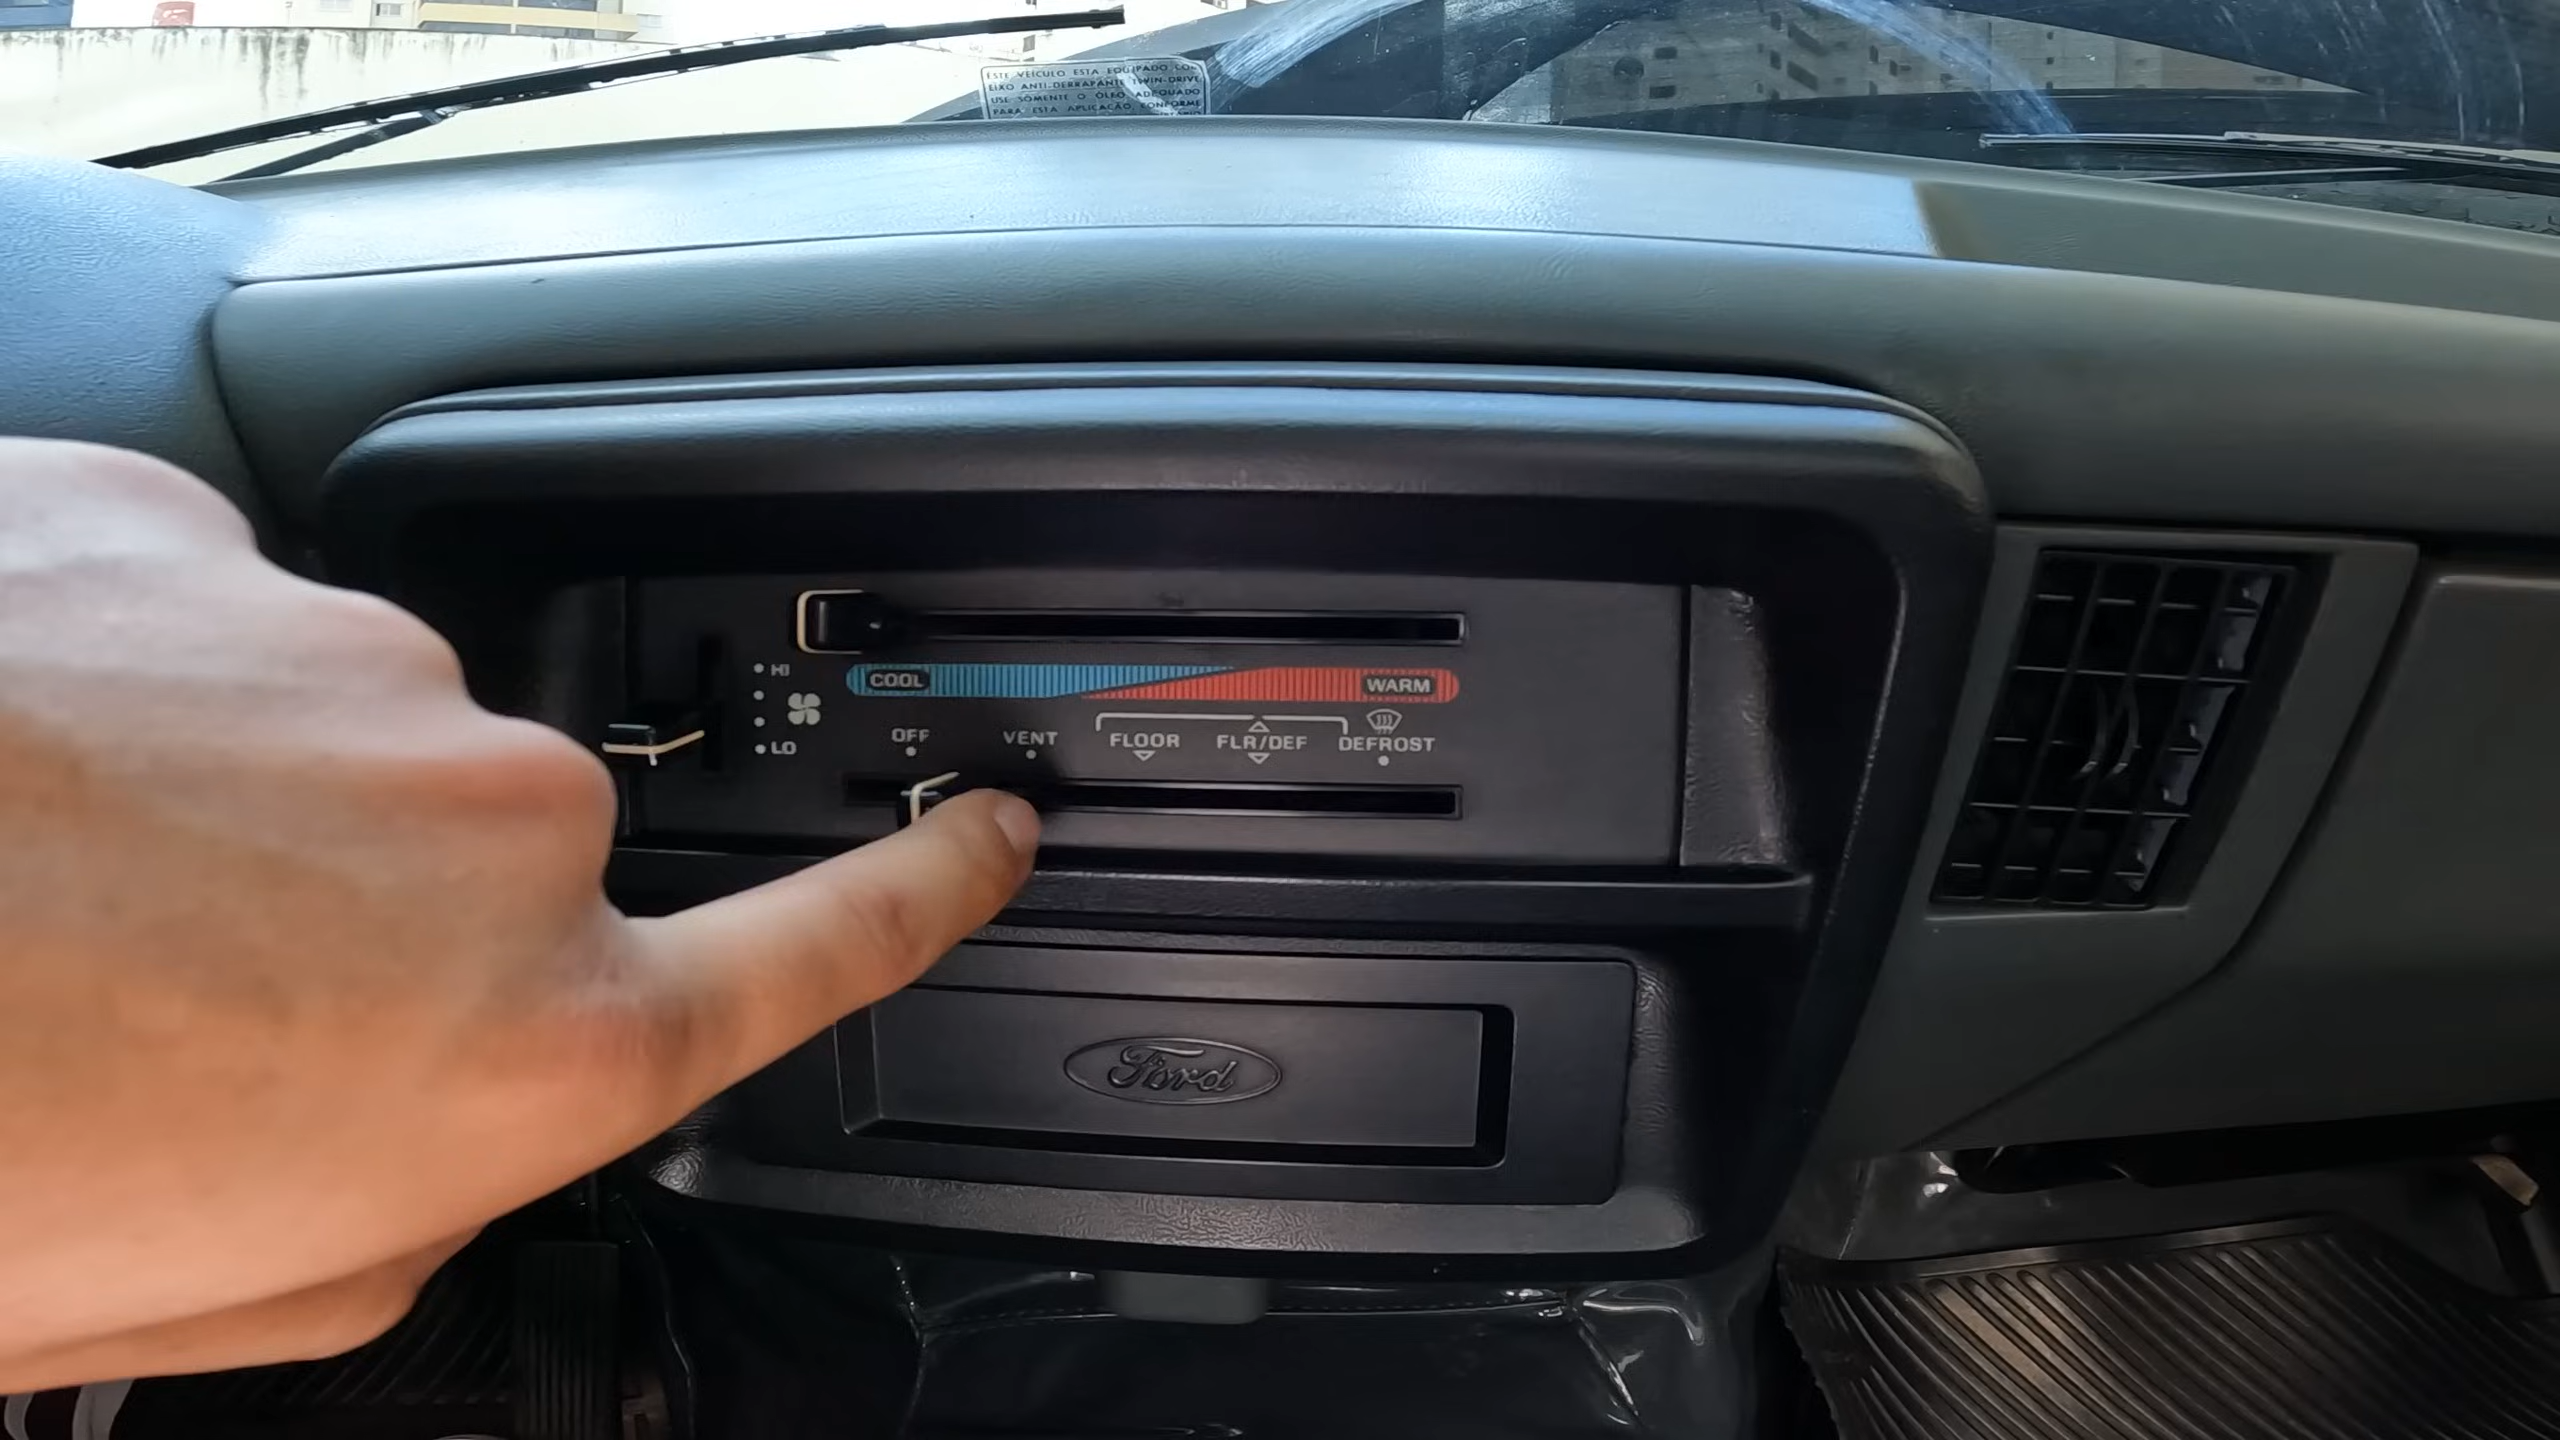 ESTE VEÍCULO ESTA EQUIPADO COM
EIXO ANTI-DERRAPANTE TWIN-DRIVE
USE SOMENTE O ÓLEO ADEQUADO
PARA ESTA APLICAÇÃO CONFORME
HI
COOL
WARM
LO
OFF
VENT
FLOOR
FLR/DEF
DEFROST
Ford